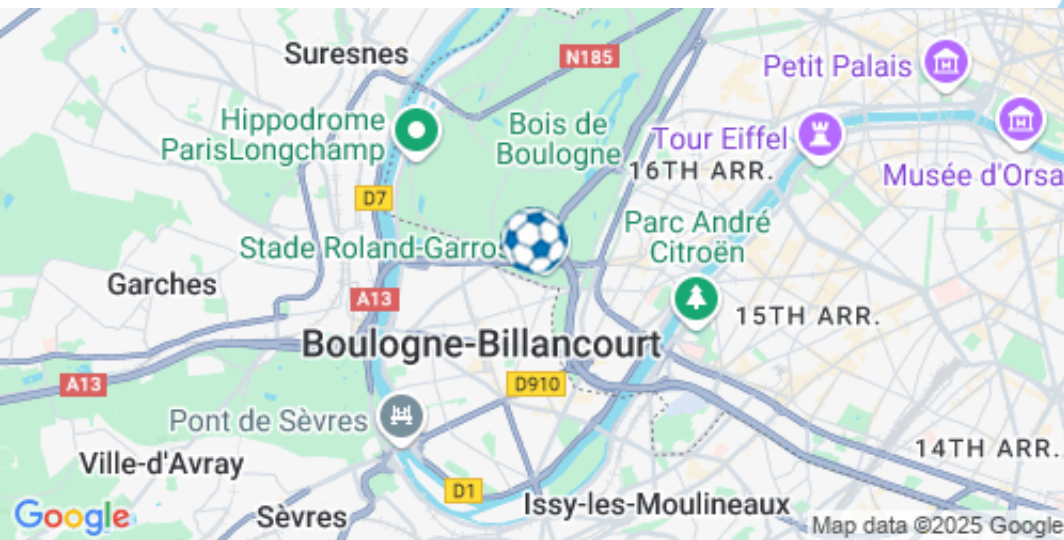 Suresnes
N185
Petit Palais
Hippodrome
ParisLongchamp
Bois de
Boulogne
Tour Eiffel
16TH ARR.
Musée d'Orsa
D7
Parc André
Citroën
Stade Roland-Garros
Garches
A13
15TH ARR.
Boulogne-Billancourt
A13
D910
Pont de Sèvres
14TH ARR.
Ville-d'Avray
D1
Issy-les-Moulineaux
Google
Sèvres
Map data ©2025 Google